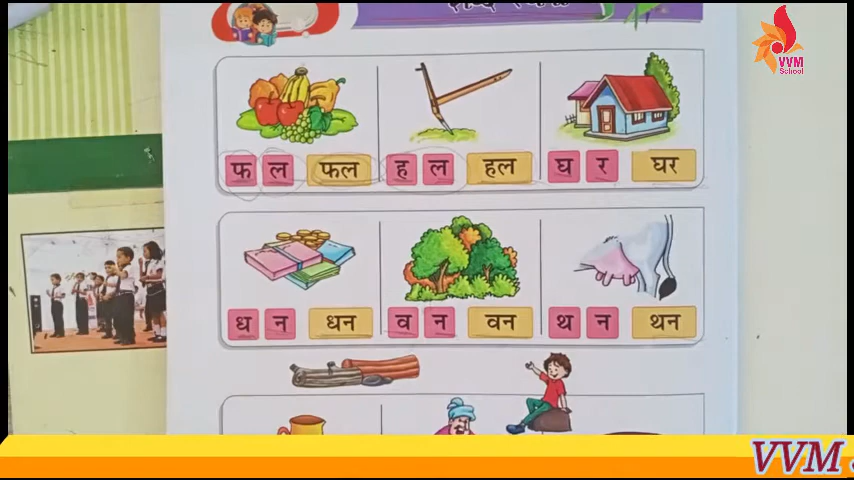 VVM
School
फ ल फल ह ल हल घ र घर
ध न धन व न वन थ न थन
VVM